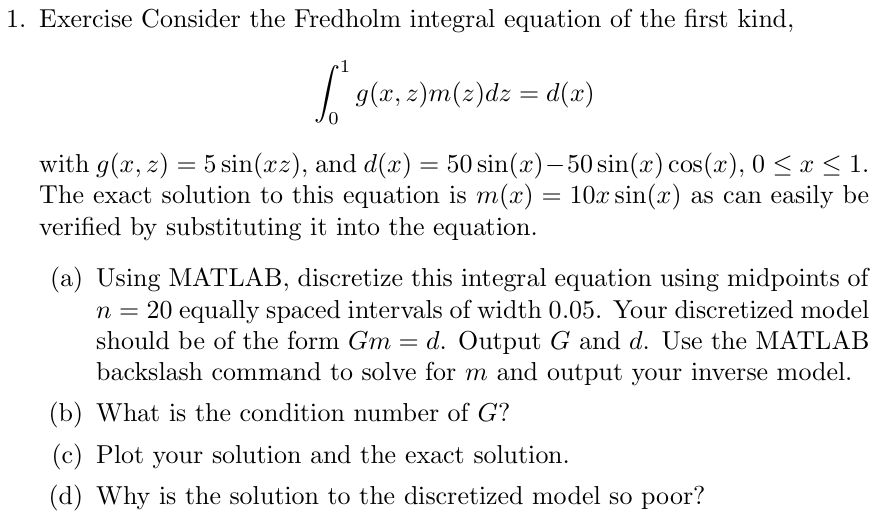 1. Exercise Consider the Fredholm integral equation of the first kind,
∫₀¹ g(x, z)m(z)dz = d(x)
with g(x, z) = 5 sin(xz), and d(x) = 50 sin(x)−50 sin(x) cos(x), 0 ≤ x ≤ 1.
The exact solution to this equation is m(x) = 10x sin(x) as can easily be
verified by substituting it into the equation.
(a) Using MATLAB, discretize this integral equation using midpoints of
n = 20 equally spaced intervals of width 0.05. Your discretized model
should be of the form Gm = d. Output G and d. Use the MATLAB
backslash command to solve for m and output your inverse model.
(b) What is the condition number of G?
(c) Plot your solution and the exact solution.
(d) Why is the solution to the discretized model so poor?